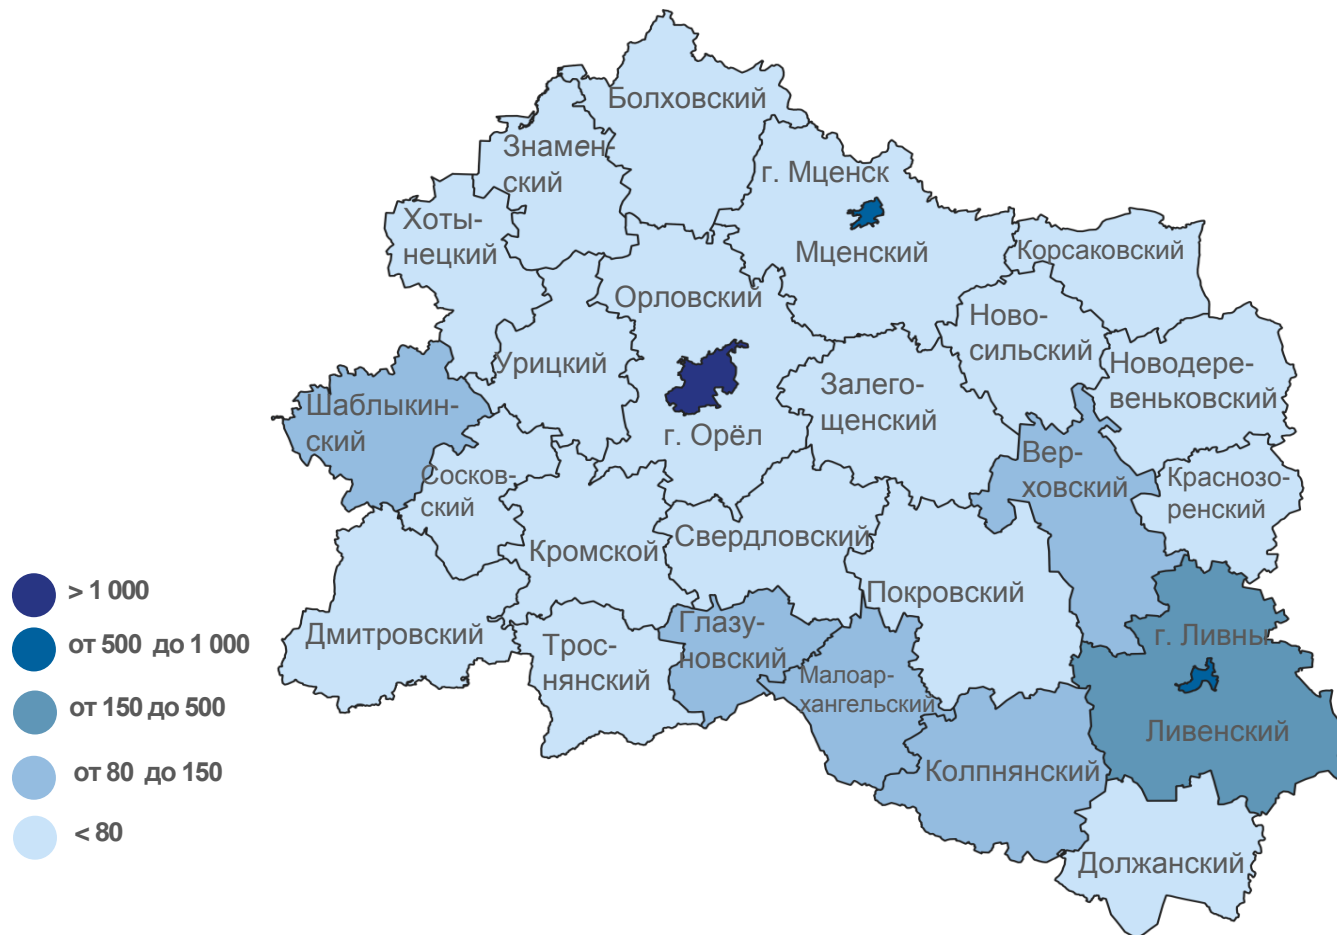 Болховский
Знамен-
ский
г. Мценск
Хоты-
нецкий
Мценский
Корсаковский
Орловский
Ново-
сильский
Урицкий
Новодере-
веньковский
Залего-
щенский
Шаблыкин-
ский
г. Орёл
Вер-
ховский
Сосков-
ский
Краснозо-
ренский
Свердловский
Кромской
Покровский
> 1 000
от 500 до 1 000
от 150 до 500
от 80 до 150
< 80
Дмитровский
Трос-
нянский
Глазу-
новский
Малоар-
хангельский
г. Ливны
Ливенский
Колпнянский
Должанский